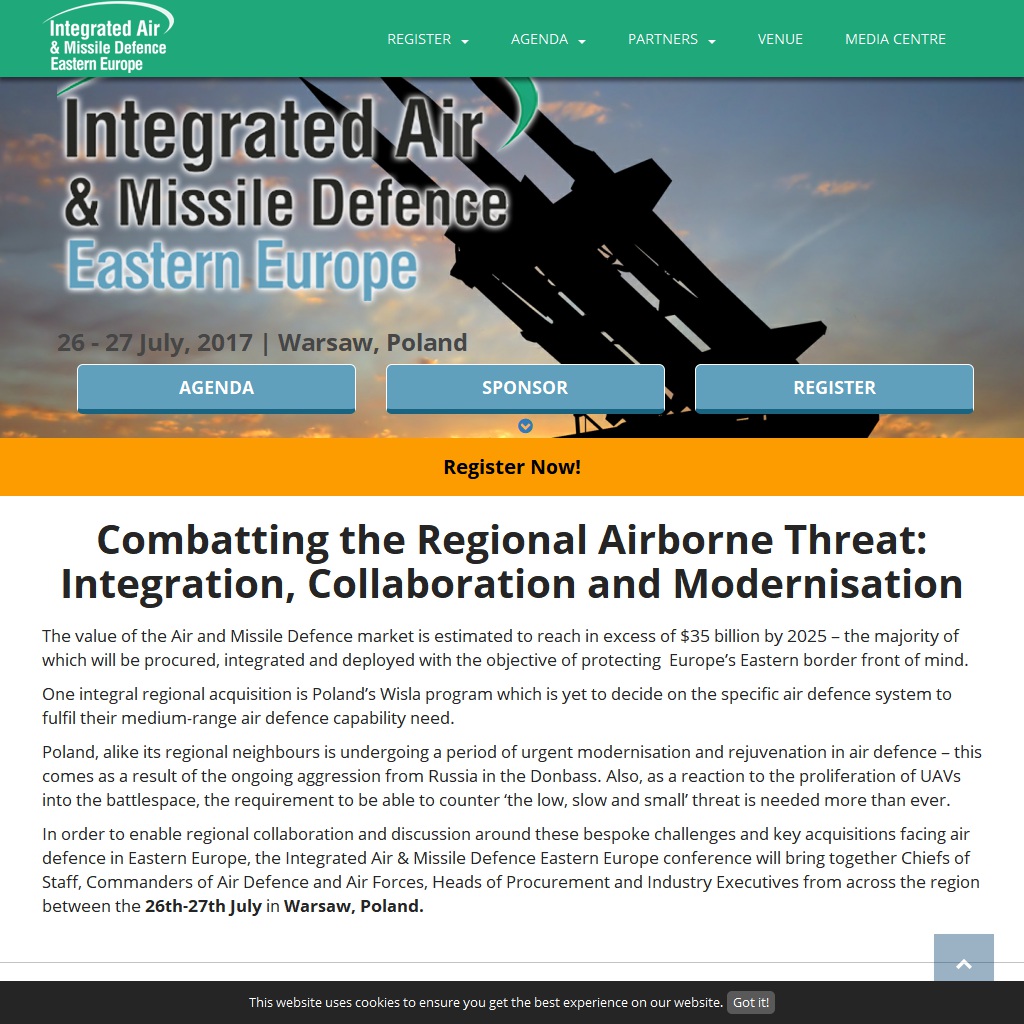 Integrated Air
& Missile Defence
Eastern Europe
REGISTER
AGENDA
PARTNERS
VENUE
MEDIA CENTRE
Integrated Air
& Missile Defence
Eastern Europe
26 - 27 July, 2017 | Warsaw, Poland
AGENDA
SPONSOR
REGISTER
Register Now!
Combatting the Regional Airborne Threat:
Integration, Collaboration and Modernisation
The value of the Air and Missile Defence market is estimated to reach in excess of $35 billion by 2025 – the majority of
which will be procured, integrated and deployed with the objective of protecting  Europe’s Eastern border front of mind.
One integral regional acquisition is Poland’s Wisla program which is yet to decide on the specific air defence system to
fulfil their medium-range air defence capability need.
Poland, alike its regional neighbours is undergoing a period of urgent modernisation and rejuvenation in air defence – this
comes as a result of the ongoing aggression from Russia in the Donbass. Also, as a reaction to the proliferation of UAVs
into the battlespace, the requirement to be able to counter ‘the low, slow and small’ threat is needed more than ever.
In order to enable regional collaboration and discussion around these bespoke challenges and key acquisitions facing air
defence in Eastern Europe, the Integrated Air & Missile Defence Eastern Europe conference will bring together Chiefs of
Staff, Commanders of Air Defence and Air Forces, Heads of Procurement and Industry Executives from across the region
between the 26th-27th July in Warsaw, Poland.
This website uses cookies to ensure you get the best experience on our website. Got it!